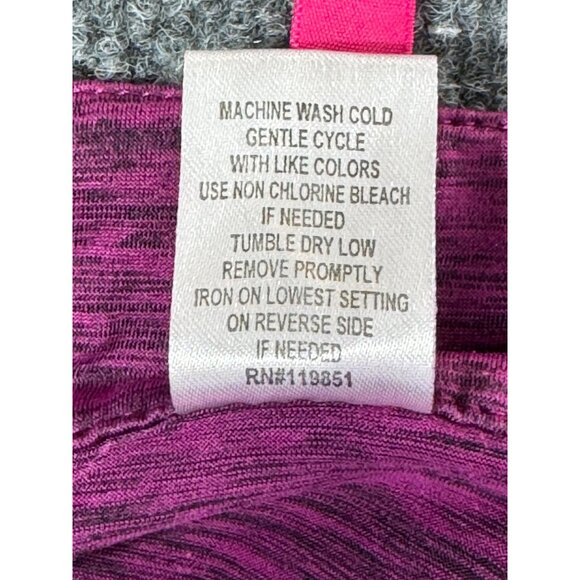 MACHINE WASH COLD
GENTLE CYCLE
WITH LIKE COLORS
USE NON CHLORINE BLEACH
IF NEEDED
TUMBLE DRY LOW
REMOVE PROMPTLY
IRON ON LOWEST SETTING
ON REVERSE SIDE
IF NEEDED
RN#119851